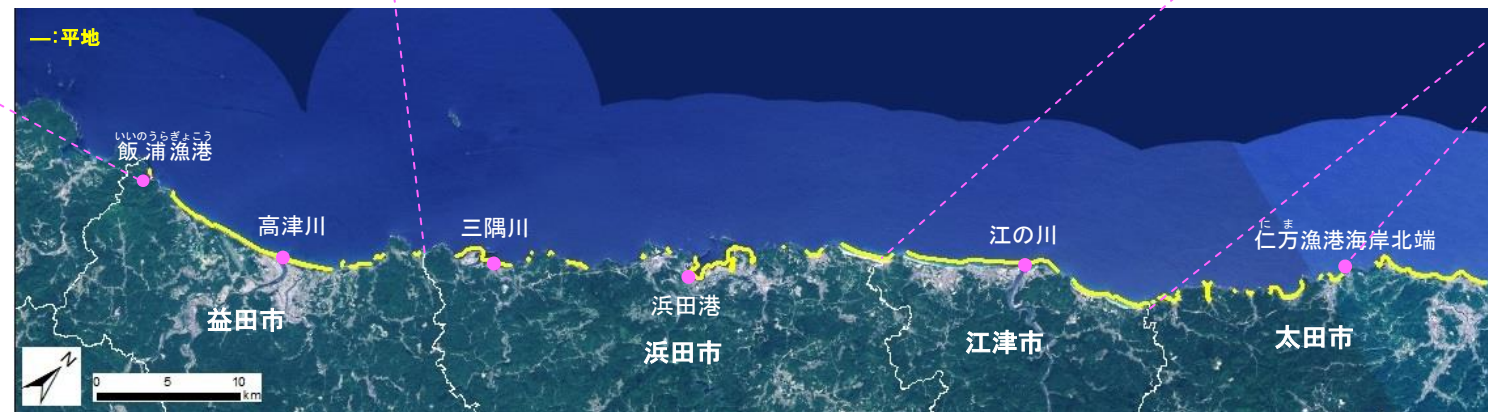 ━:平地
いいのうらぎょこう
飯浦漁港
高津川
三隅川
江の川
にま
仁万漁港海岸北端
浜田港
益田市
浜田市
江津市
太田市
N
0 5 10
km